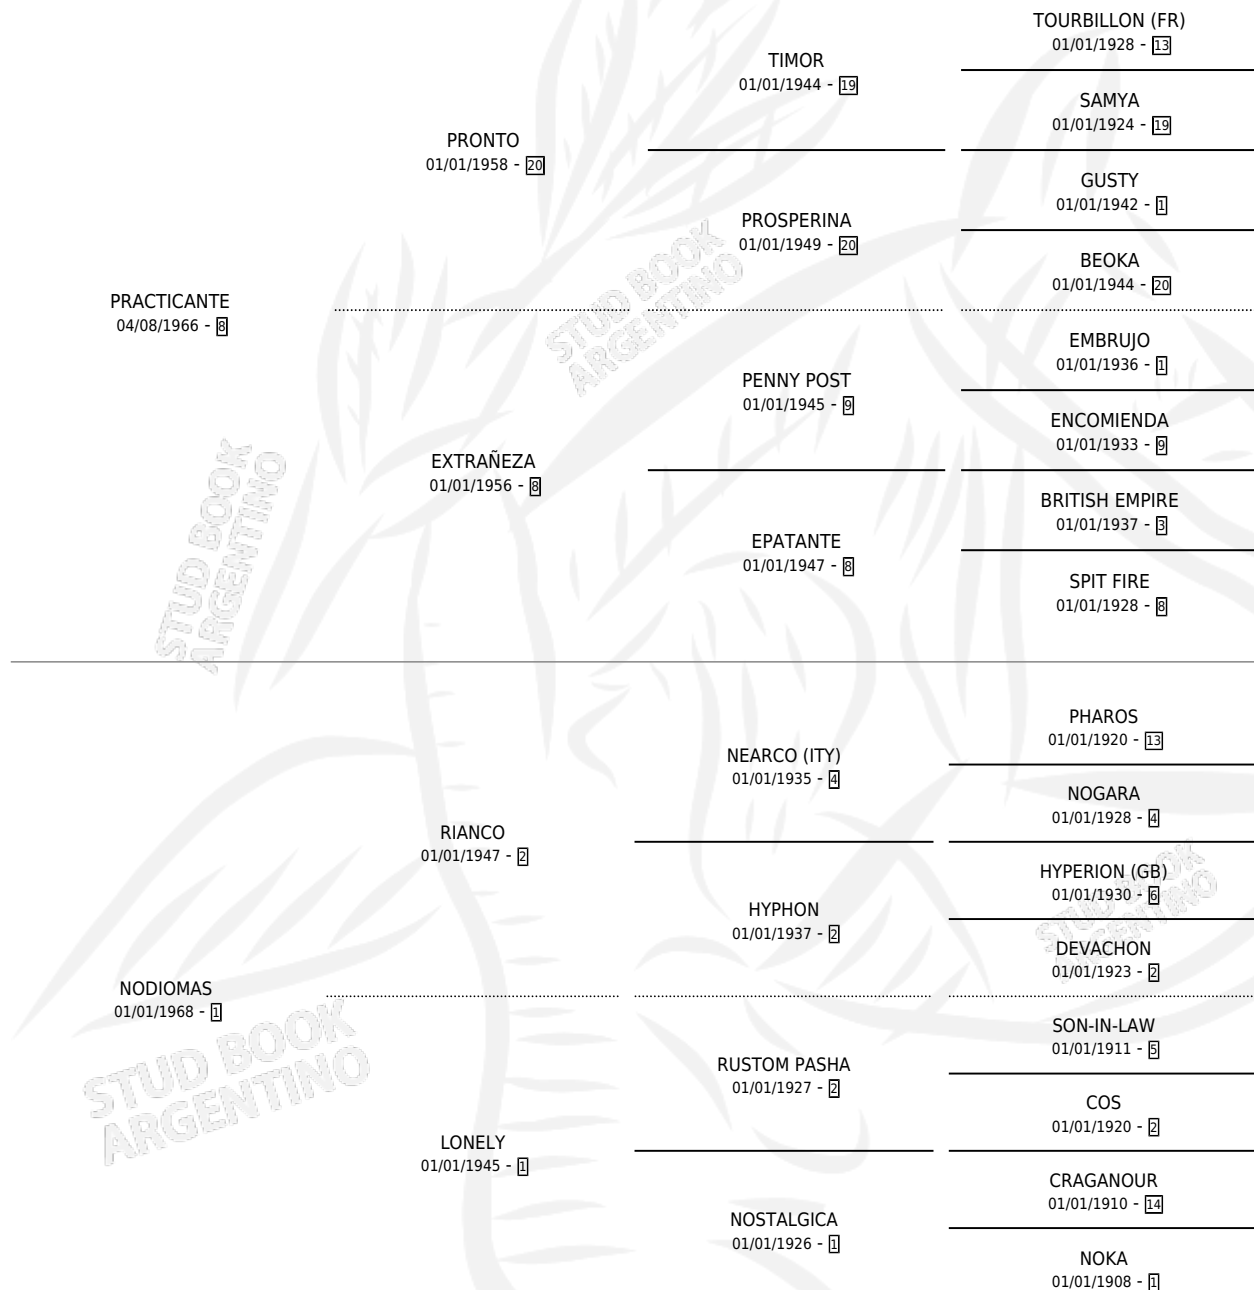 TOURBILLON (FR)
01/01/1928 - 13
TIMOR
01/01/1944 - 19
SAMYA
01/01/1924 - 19
PRONTO
01/01/1958 - 20
GUSTY
01/01/1942 - 1
PROSPERINA
01/01/1949 - 20
BEOKA
01/01/1944 - 20
PRACTICANTE
04/08/1966 - 8
EMBRUJO
01/01/1936 - 1
PENNY POST
01/01/1945 - 9
ENCOMIENDA
01/01/1933 - 9
EXTRAÑEZA
01/01/1956 - 8
BRITISH EMPIRE
01/01/1937 - 3
EPATANTE
01/01/1947 - 8
SPIT FIRE
01/01/1928 - 8
STUD BOOK
ARGENTINO
STUD BOOK
ARGENTINO
PHAROS
01/01/1920 - 13
NEARCO (ITY)
01/01/1935 - 4
NOGARA
01/01/1928 - 4
RIANCO
01/01/1947 - 2
HYPERION (GB)
01/01/1930 - 6
HYPHON
01/01/1937 - 2
DEVACHON
01/01/1923 - 2
NODIOMAS
01/01/1968 - 1
SON-IN-LAW
01/01/1911 - 5
RUSTOM PASHA
01/01/1927 - 2
COS
01/01/1920 - 2
LONELY
01/01/1945 - 1
CRAGANOUR
01/01/1910 - 14
NOSTALGICA
01/01/1926 - 1
NOKA
01/01/1908 - 1
STUD BOOK
ARGENTINO
STUD BOOK
ARGENTINO